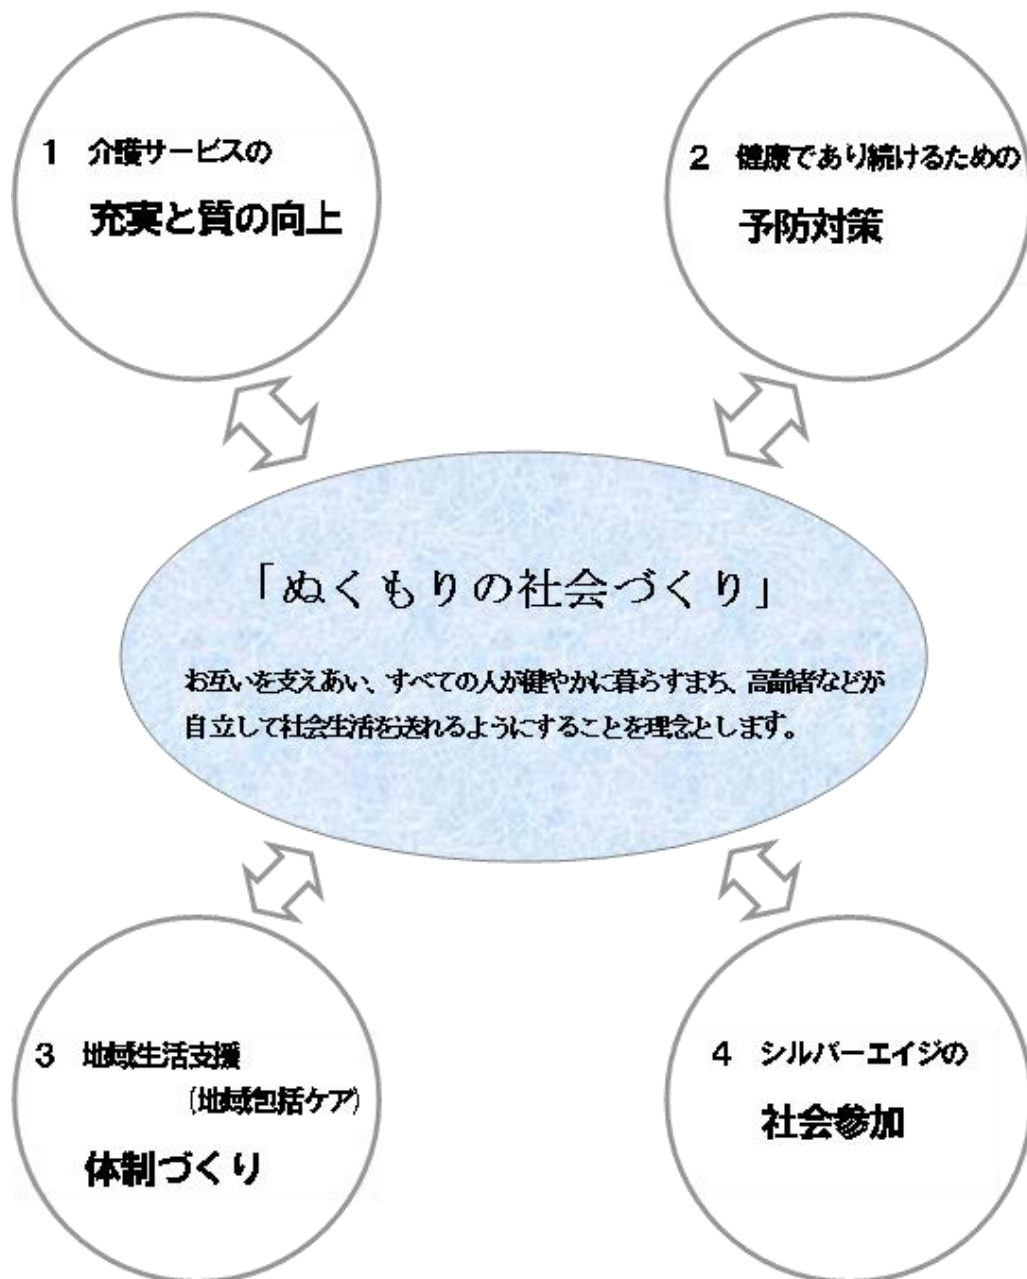 1 介護サービスの
充実と質の向上
2 健康であり続けるための
予防対策
「ぬくもりの社会づくり」
お互いを支えあい、すべての人が健やかに暮らすまち、高齢者などが
自立して社会生活を送れるようにすることを理念とします。
3 地域生活支援
(地域包括ケア)
体制づくり
4 シルバーエイジの
社会参加